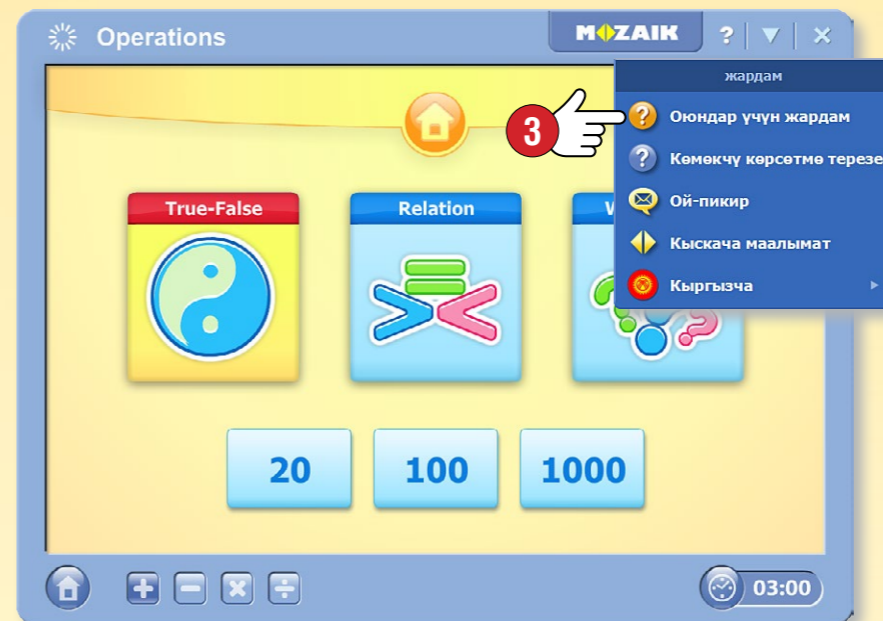 Operations
MOZAIK ?
жардам
Оюндар үчүн жардам
Көмөкчү көрсөтмө терезе
Ой-пикир
Кыскача маалымат
Кыргызча
3
True-False
Relation
20
100
1000
03:00